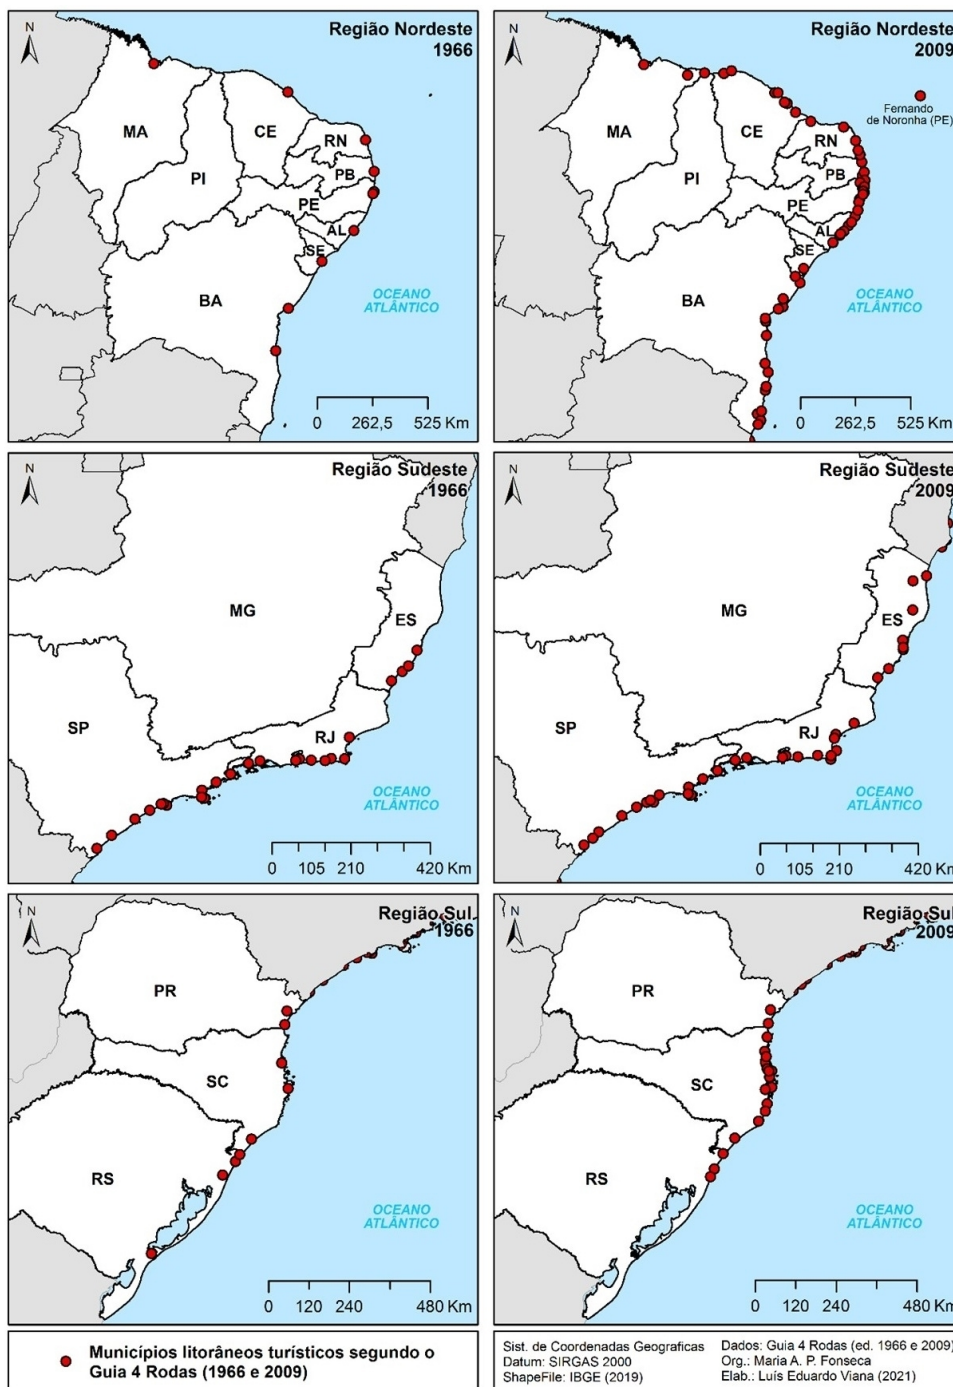 N
Região Nordeste
1966
MA
CE
RN
PB
PI
PE
AL
SE
BA
OCEANO
ATLÂNTICO
0 262,5 525 Km
N
Região Nordeste
2009
Fernando
de Noronha (PE)
MA
CE
RN
PB
PI
PE
AL
SE
BA
OCEANO
ATLÂNTICO
0 262,5 525 Km
N
Região Sudeste
1966
MG
ES
SP
RJ
OCEANO
ATLÂNTICO
0 105 210 420 Km
N
Região Sudeste
2009
MG
ES
SP
RJ
OCEANO
ATLÂNTICO
0 105 210 420 Km
N
Região Sul
1966
PR
SC
RS
OCEANO
ATLÂNTICO
0 120 240 480 Km
N
Região Sul
2009
PR
SC
RS
OCEANO
ATLÂNTICO
0 120 240 480 Km
Municípios litorâneos turísticos segundo o
Guia 4 Rodas (1966 e 2009)
Sist. de Coordenadas Geograficas
Datum: SIRGAS 2000
ShapeFile: IBGE (2019)
Dados: Guia 4 Rodas (ed. 1966 e 2009)
Org.: Maria A. P. Fonseca
Elab.: Luís Eduardo Viana (2021)